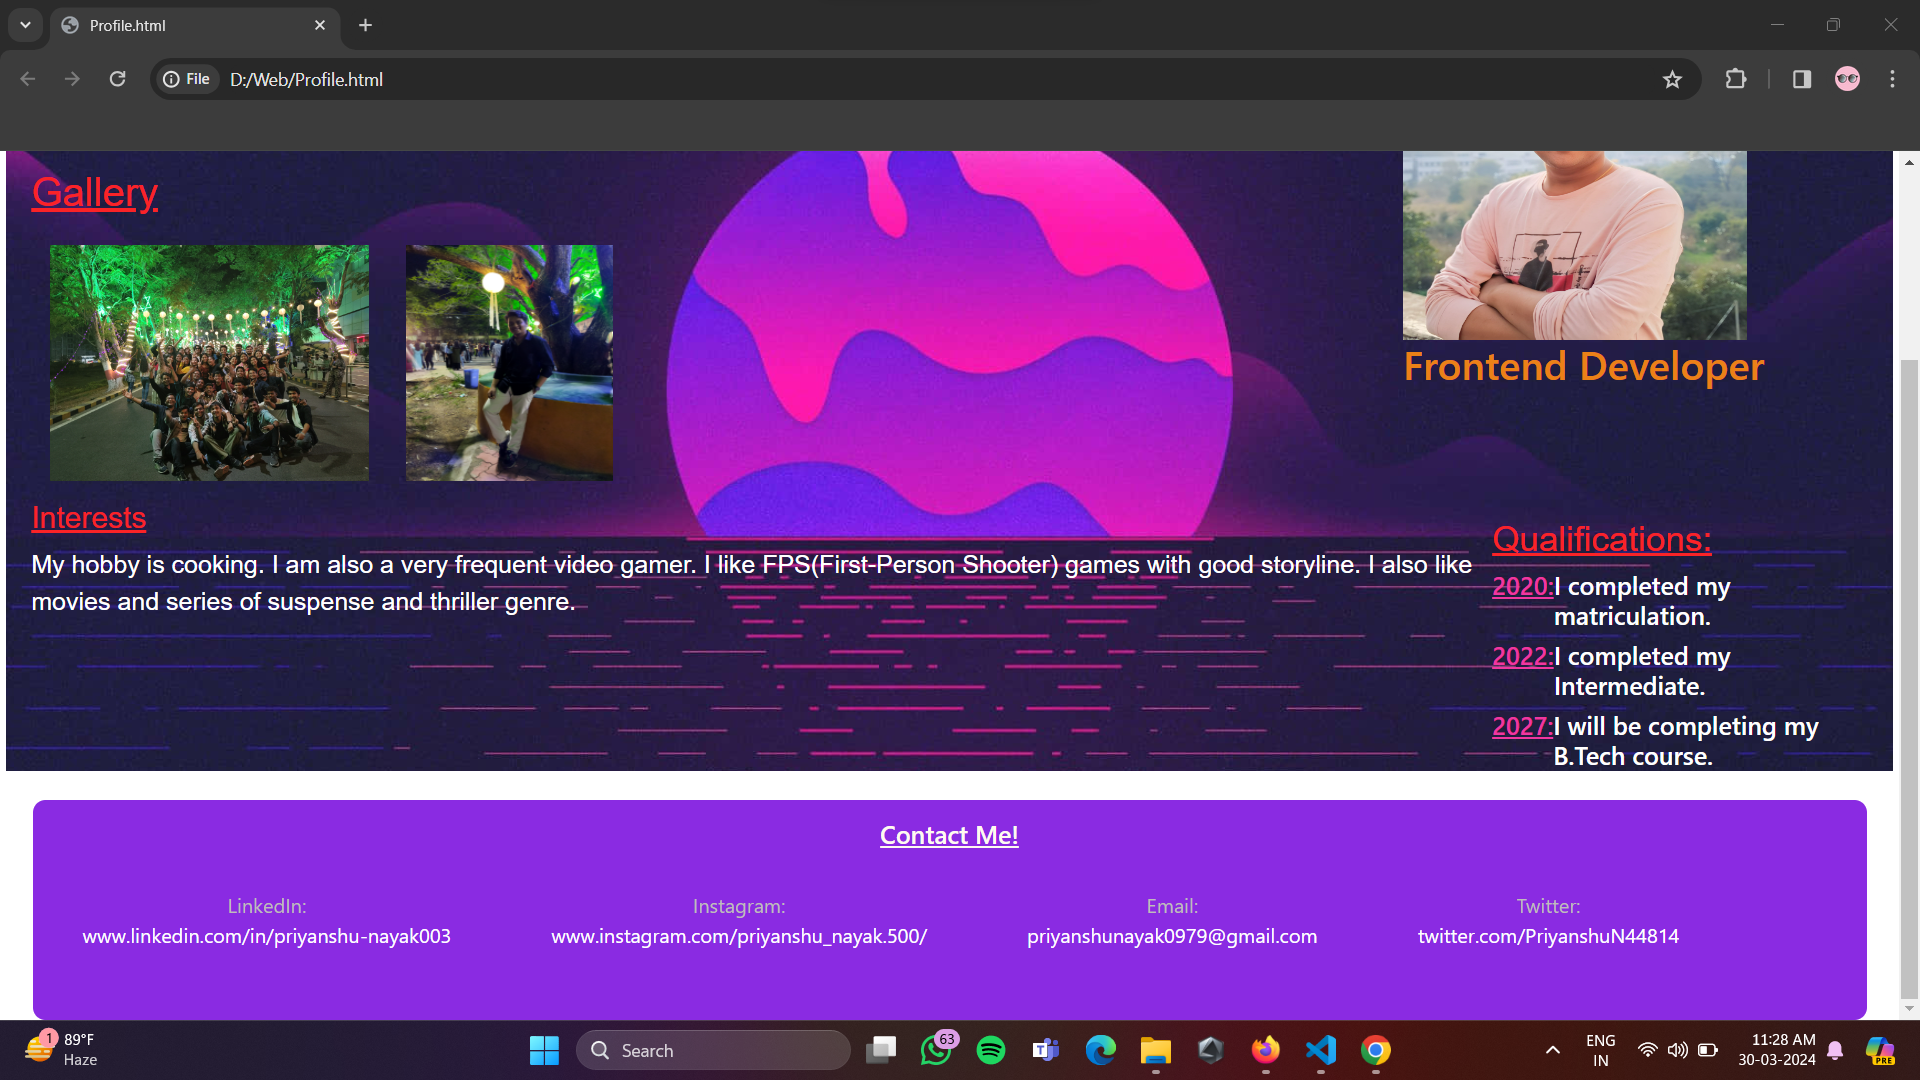 Profile.html
File D:/Web/Profile.html
Gallery
Frontend Developer
Interests
My hobby is cooking. I am also a very frequent video gamer. I like FPS(First-Person Shooter) games with good storyline. I also like
movies and series of suspense and thriller genre.
Qualifications:
2020:I completed my
matriculation.
2022:I completed my
Intermediate.
2027:I will be completing my
B.Tech course.
Contact Me!
LinkedIn:
www.linkedin.com/in/priyanshu-nayak003
Instagram:
www.instagram.com/priyanshu_nayak.500/
Email:
priyanshunayak0979@gmail.com
Twitter:
twitter.com/PriyanshuN44814
1
89°F
Haze
Search
63
T
ENG
IN
11:28 AM
30-03-2024
PRE